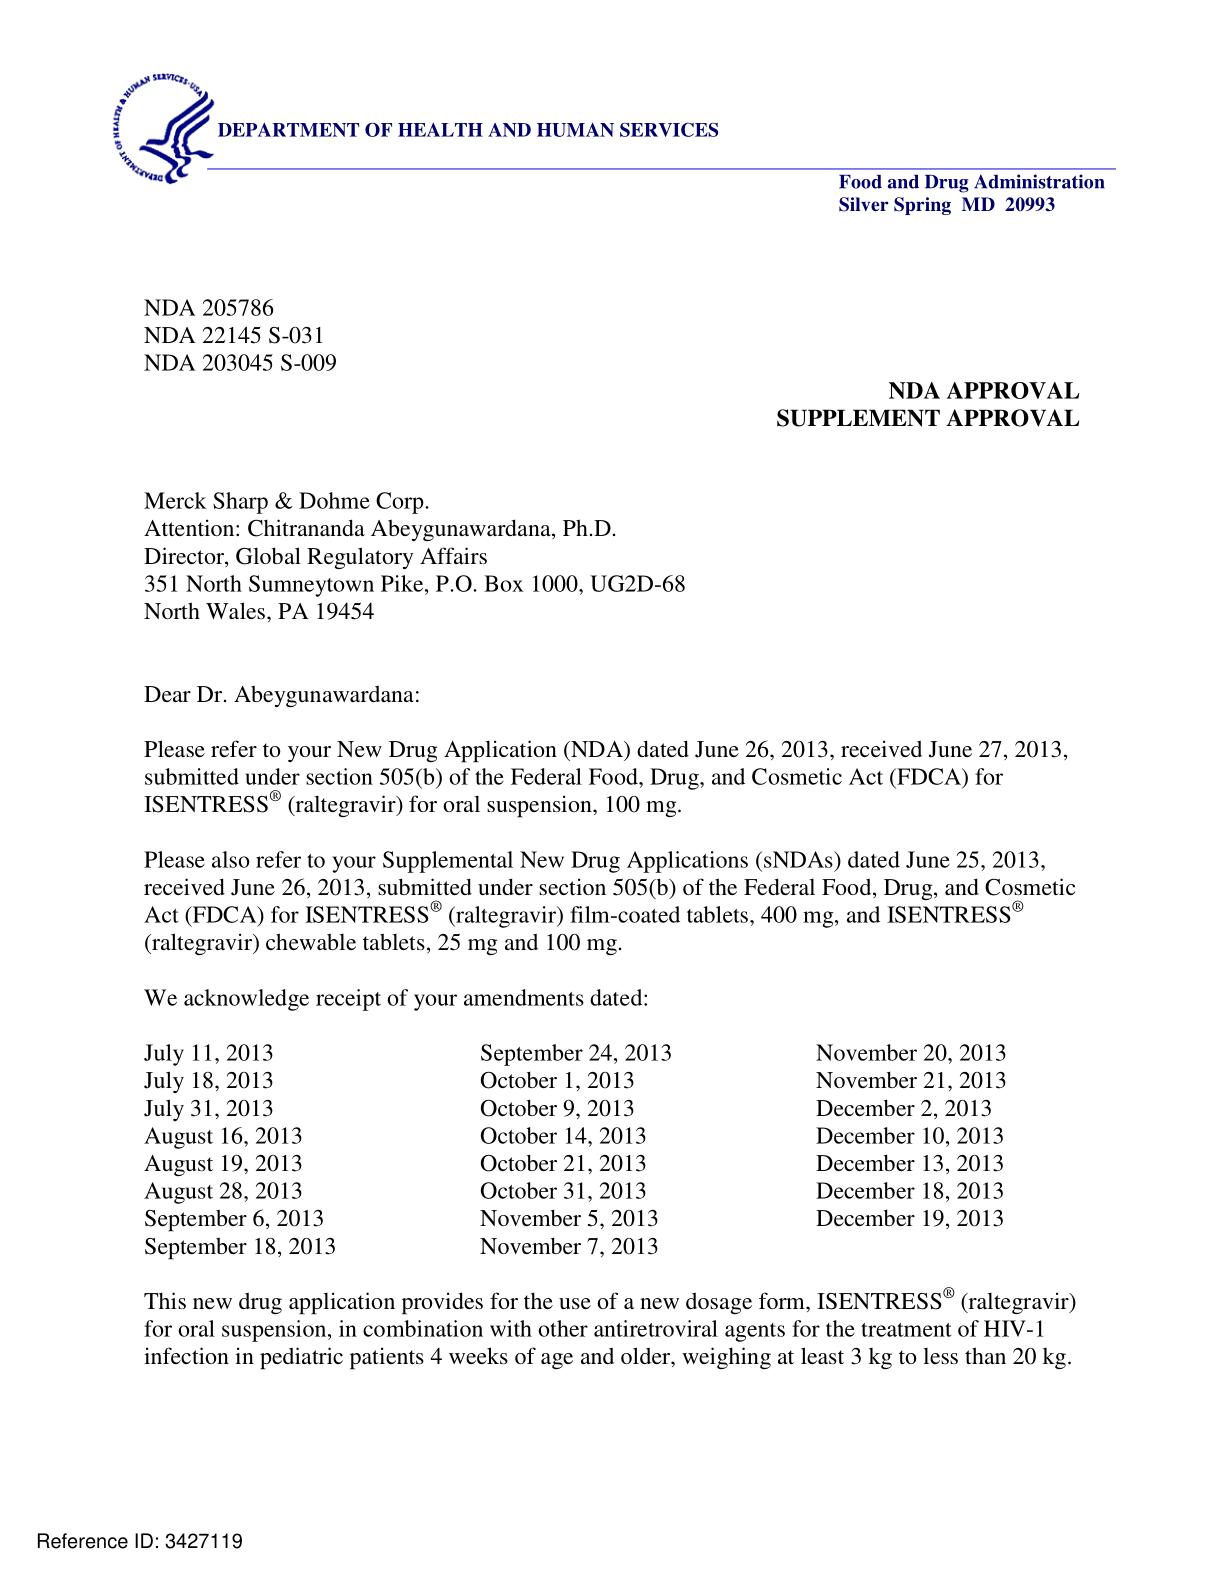 DEPARTMENT OF HEALTH & HUMAN SERVICES·USA
DEPARTMENT OF HEALTH AND HUMAN SERVICES
Food and Drug Administration
Silver Spring MD 20993
NDA 205786
NDA 22145 S-031
NDA 203045 S-009
NDA APPROVAL
SUPPLEMENT APPROVAL
Merck Sharp & Dohme Corp.
Attention: Chitrananda Abeygunawardana, Ph.D.
Director, Global Regulatory Affairs
351 North Sumneytown Pike, P.O. Box 1000, UG2D-68
North Wales, PA 19454
Dear Dr. Abeygunawardana:
Please refer to your New Drug Application (NDA) dated June 26, 2013, received June 27, 2013,
submitted under section 505(b) of the Federal Food, Drug, and Cosmetic Act (FDCA) for
ISENTRESS® (raltegravir) for oral suspension, 100 mg.
Please also refer to your Supplemental New Drug Applications (sNDAs) dated June 25, 2013,
received June 26, 2013, submitted under section 505(b) of the Federal Food, Drug, and Cosmetic
Act (FDCA) for ISENTRESS® (raltegravir) film-coated tablets, 400 mg, and ISENTRESS®
(raltegravir) chewable tablets, 25 mg and 100 mg.
We acknowledge receipt of your amendments dated:
July 11, 2013
July 18, 2013
July 31, 2013
August 16, 2013
August 19, 2013
August 28, 2013
September 6, 2013
September 18, 2013
September 24, 2013
October 1, 2013
October 9, 2013
October 14, 2013
October 21, 2013
October 31, 2013
November 5, 2013
November 7, 2013
November 20, 2013
November 21, 2013
December 2, 2013
December 10, 2013
December 13, 2013
December 18, 2013
December 19, 2013
This new drug application provides for the use of a new dosage form, ISENTRESS® (raltegravir)
for oral suspension, in combination with other antiretroviral agents for the treatment of HIV-1
infection in pediatric patients 4 weeks of age and older, weighing at least 3 kg to less than 20 kg.
Reference ID: 3427119